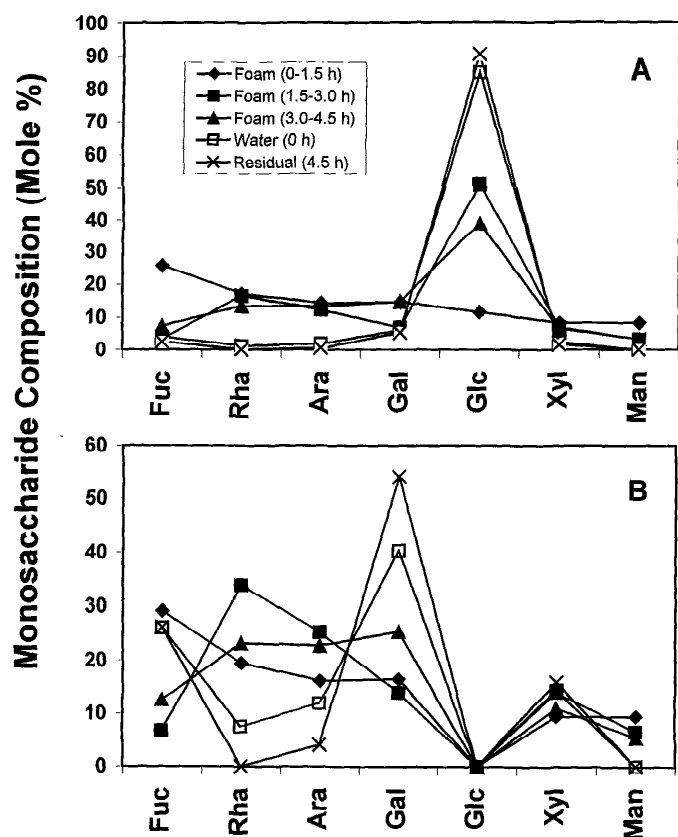 Monosaccharide Composition (Mole %)
100
90
80
70
60
50
40
30
20
10
0
A
Foam (0-1.5 h)
Foam (1.5-3.0 h)
Foam (3.0-4.5 h)
Water (0 h)
Residual (4.5 h)
Fuc
Rha
Ara
Gal
Glc
Xyl
Man
60
50
40
30
20
10
0
B
Fuc
Rha
Ara
Gal
Glc
Xyl
Man